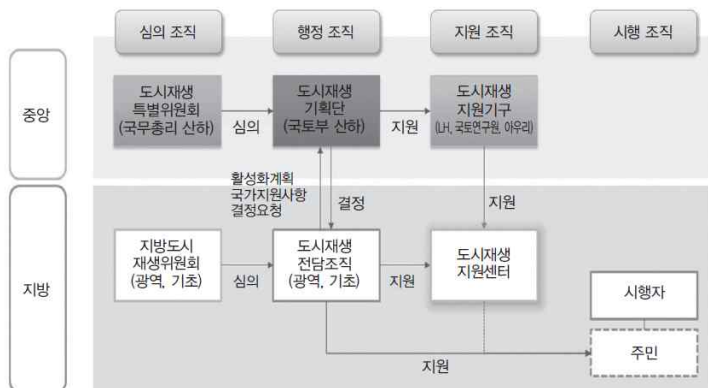 심의 조직
행정 조직
지원 조직
시행 조직
중앙
도시재생
특별위원회
(국무총리 산하)
심의
도시재생
기획단
(국토부 산하)
지원
도시재생
지원기구
(LH, 국토연구원, 아우리)
활성화계획
국가지원사항
결정요청
결정
지원
지방
지방도시
재생위원회
(광역, 기초)
심의
도시재생
전담조직
(광역, 기초)
지원
도시재생
지원센터
시행자
주민
지원